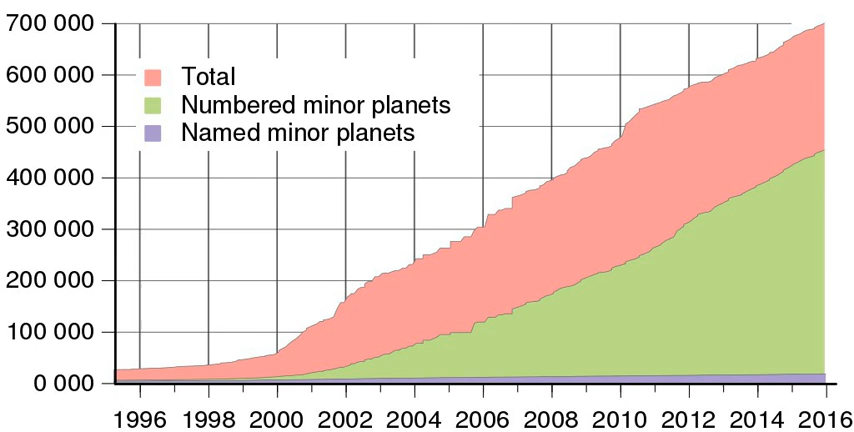 700 000
600 000
500 000
400 000
300 000
200 000
100 000
0 000
Total
Numbered minor planets
Named minor planets
1996 1998 2000 2002 2004 2006 2008 2010 2012 2014 2016